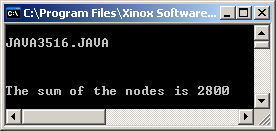 C:\Program Files\Xinox Software...
JAVA3516.JAVA
The sum of the nodes is 2800